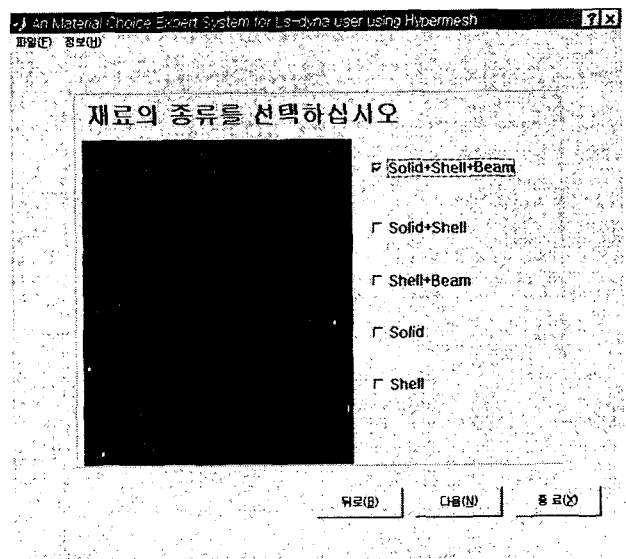 An Material Choice Expert System for Ls-dyna user using Hypermesh
파일(F) 정보(H)
재료의 종류를 선택하십시오
Solid+Shell+Beam
Solid+Shell
Shell+Beam
Solid
Shell
뒤로(B) 다음(N) 종 료(X)